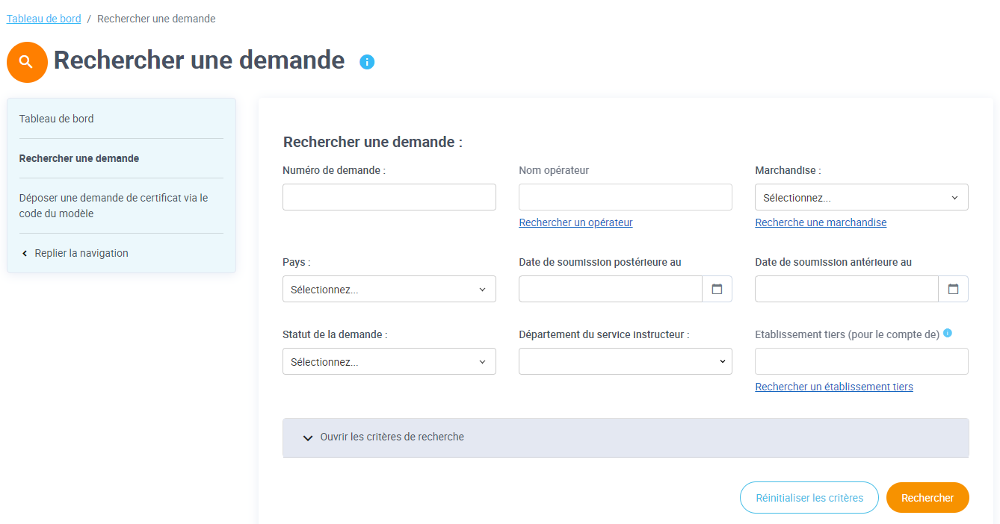 Tableau de bord / Rechercher une demande
Rechercher une demande
Tableau de bord
Rechercher une demande
Déposer une demande de certificat via le
code du modèle
Replier la navigation
Rechercher une demande :
Numéro de demande :
Nom opérateur
Marchandise :
Sélectionnez...
Rechercher un opérateur
Recherche une marchandise
Pays :
Date de soumission postérieure au
Date de soumission antérieure au
Sélectionnez...
Statut de la demande :
Département du service instructeur :
Etablissement tiers (pour le compte de)
Sélectionnez...
Rechercher un établissement tiers
Ouvrir les critères de recherche
Réinitialiser les critères
Rechercher